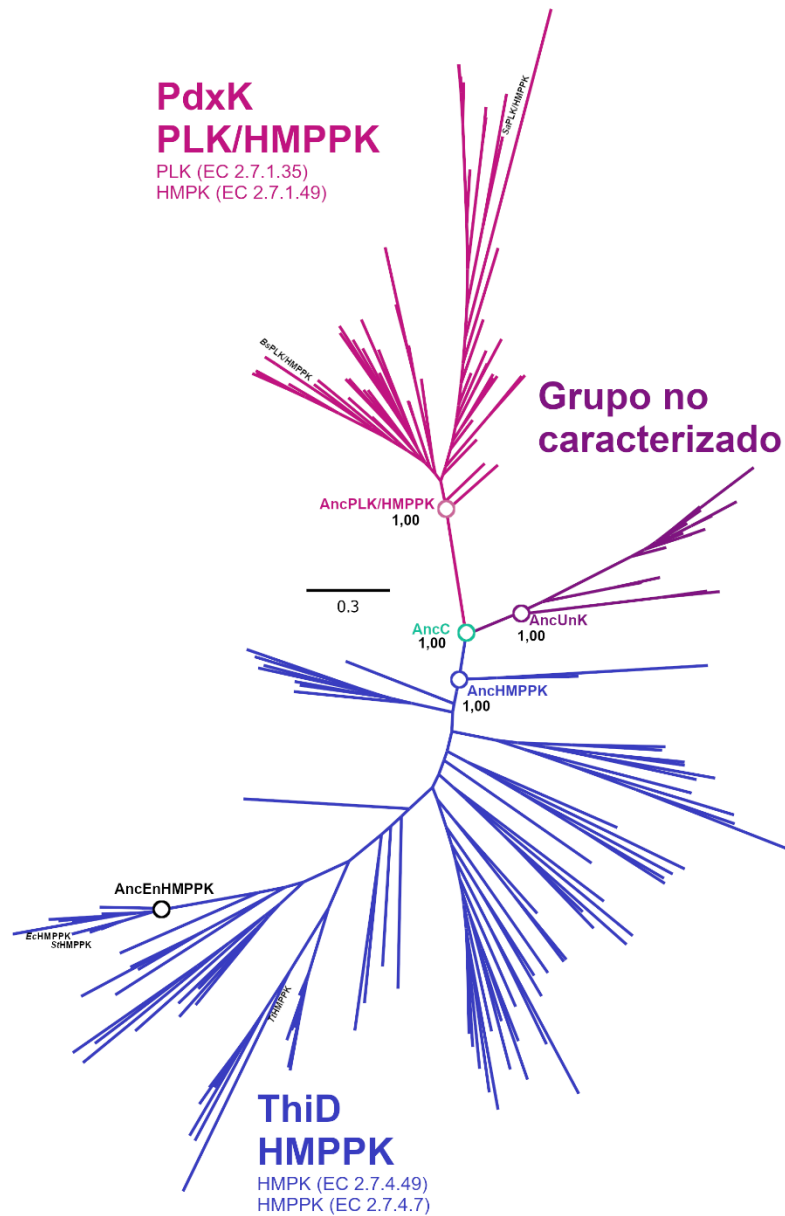 PdxK
PLK/HMPPK
PLK (EC 2.7.1.35)
HMPK (EC 2.7.1.49)
SaPLK/HMPPK
BsPLK/HMPPK
Grupo no
caracterizado
AncPLK/HMPPK
1,00
0.3
AncUnK
1,00
AncC
1,00
AncHMPPK
1,00
AncEnHMPPK
EcHMPPK
StHMPPK
TtHMPPK
ThiD
HMPPK
HMPK (EC 2.7.4.49)
HMPPK (EC 2.7.4.7)